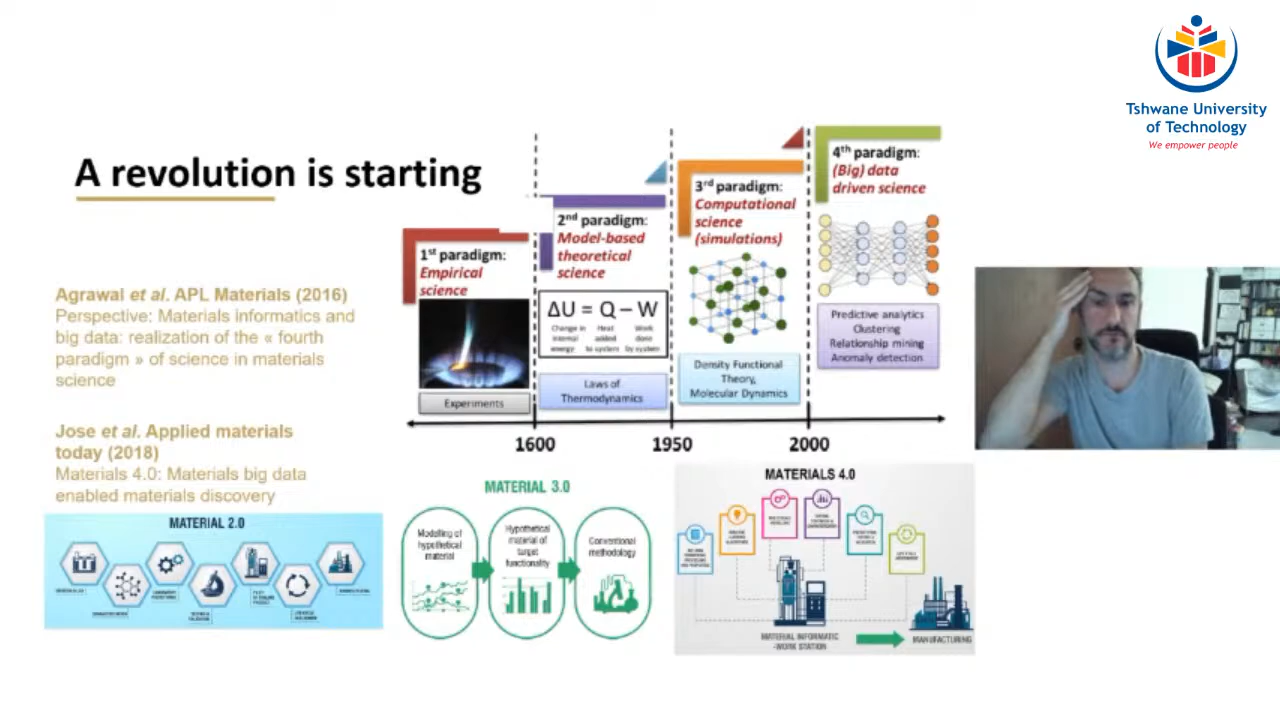 Tshwane University
of Technology
We empower people
A revolution is starting
Agrawal et al. APL Materials (2016)
Perspective: Materials informatics and
big data: realization of the « fourth
paradigm » of science in materials
science
Jose et al. Applied materials
today (2018)
Materials 4.0: Materials big data
enabled materials discovery
1st paradigm:
Empirical
science
Experiments
2nd paradigm:
Model-based
theoretical
science
ΔU = Q – W
Change in internal energy
Heat added to system
Work done by system
Laws of
Thermodynamics
3rd paradigm:
Computational
science
(simulations)
Density Functional
Theory,
Molecular Dynamics
4th paradigm:
(Big) data
driven science
Predictive analytics
Clustering
Relationship mining
Anomaly detection
1600
1950
2000
MATERIAL 2.0
MATERIAL 3.0
Modelling of
hypothetical
material
Hypothetical
material of
target
functionality
Conventional
methodology
MATERIALS 4.0
MATERIAL INFORMATIC
-WORK STATION
MANUFACTURING